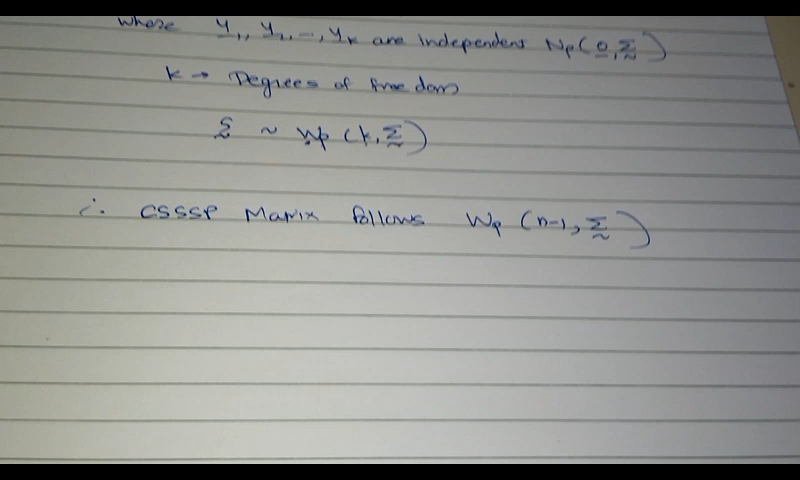 Where Y1, Y2, ..., Yk are independent Np(0, Σ)
k → Degrees of freedom
S ~ Wp (k, Σ)
∴ CSSSP Matrix follows Wp (n-1, Σ)